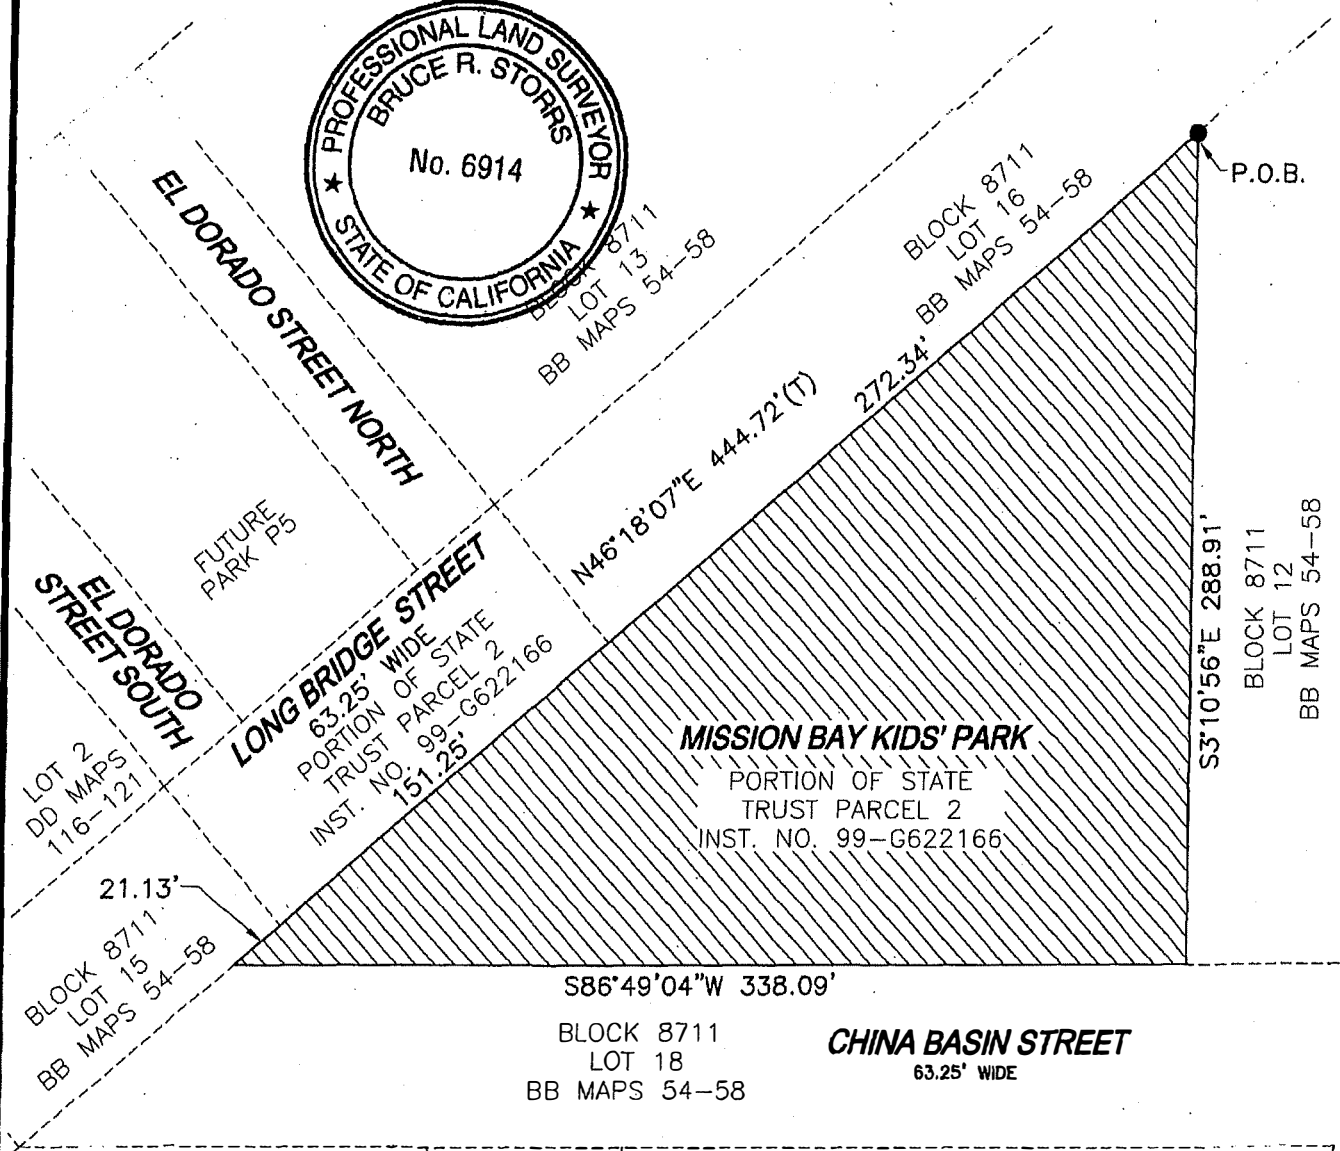 PROFESSIONAL LAND SURVEYOR
BRUCE R. STORRS
No. 6914
STATE OF CALIFORNIA
P.O.B.
EL DORADO STREET NORTH
BLOCK 8711
LOT 13
BB MAPS 54-58
BLOCK 8711
LOT 16
BB MAPS 54-58
N46°18'07"E 444.72'(T)
272.34'
FUTURE
PARK P5
EL DORADO
STREET SOUTH
LONG BRIDGE STREET
63.25' WIDE
PORTION OF STATE
TRUST PARCEL 2
INST. NO. 99-G622166
151.25'
S3°10'56"E 288.91'
BLOCK 8711
LOT 12
BB MAPS 54-58
MISSION BAY KIDS' PARK
PORTION OF STATE
TRUST PARCEL 2
INST. NO. 99-G622166
LOT 2
DD MAPS
116-121
21.13'
BLOCK 8711
LOT 15
BB MAPS 54-58
S86°49'04"W 338.09'
BLOCK 8711
LOT 18
BB MAPS 54-58
CHINA BASIN STREET
63.25' WIDE